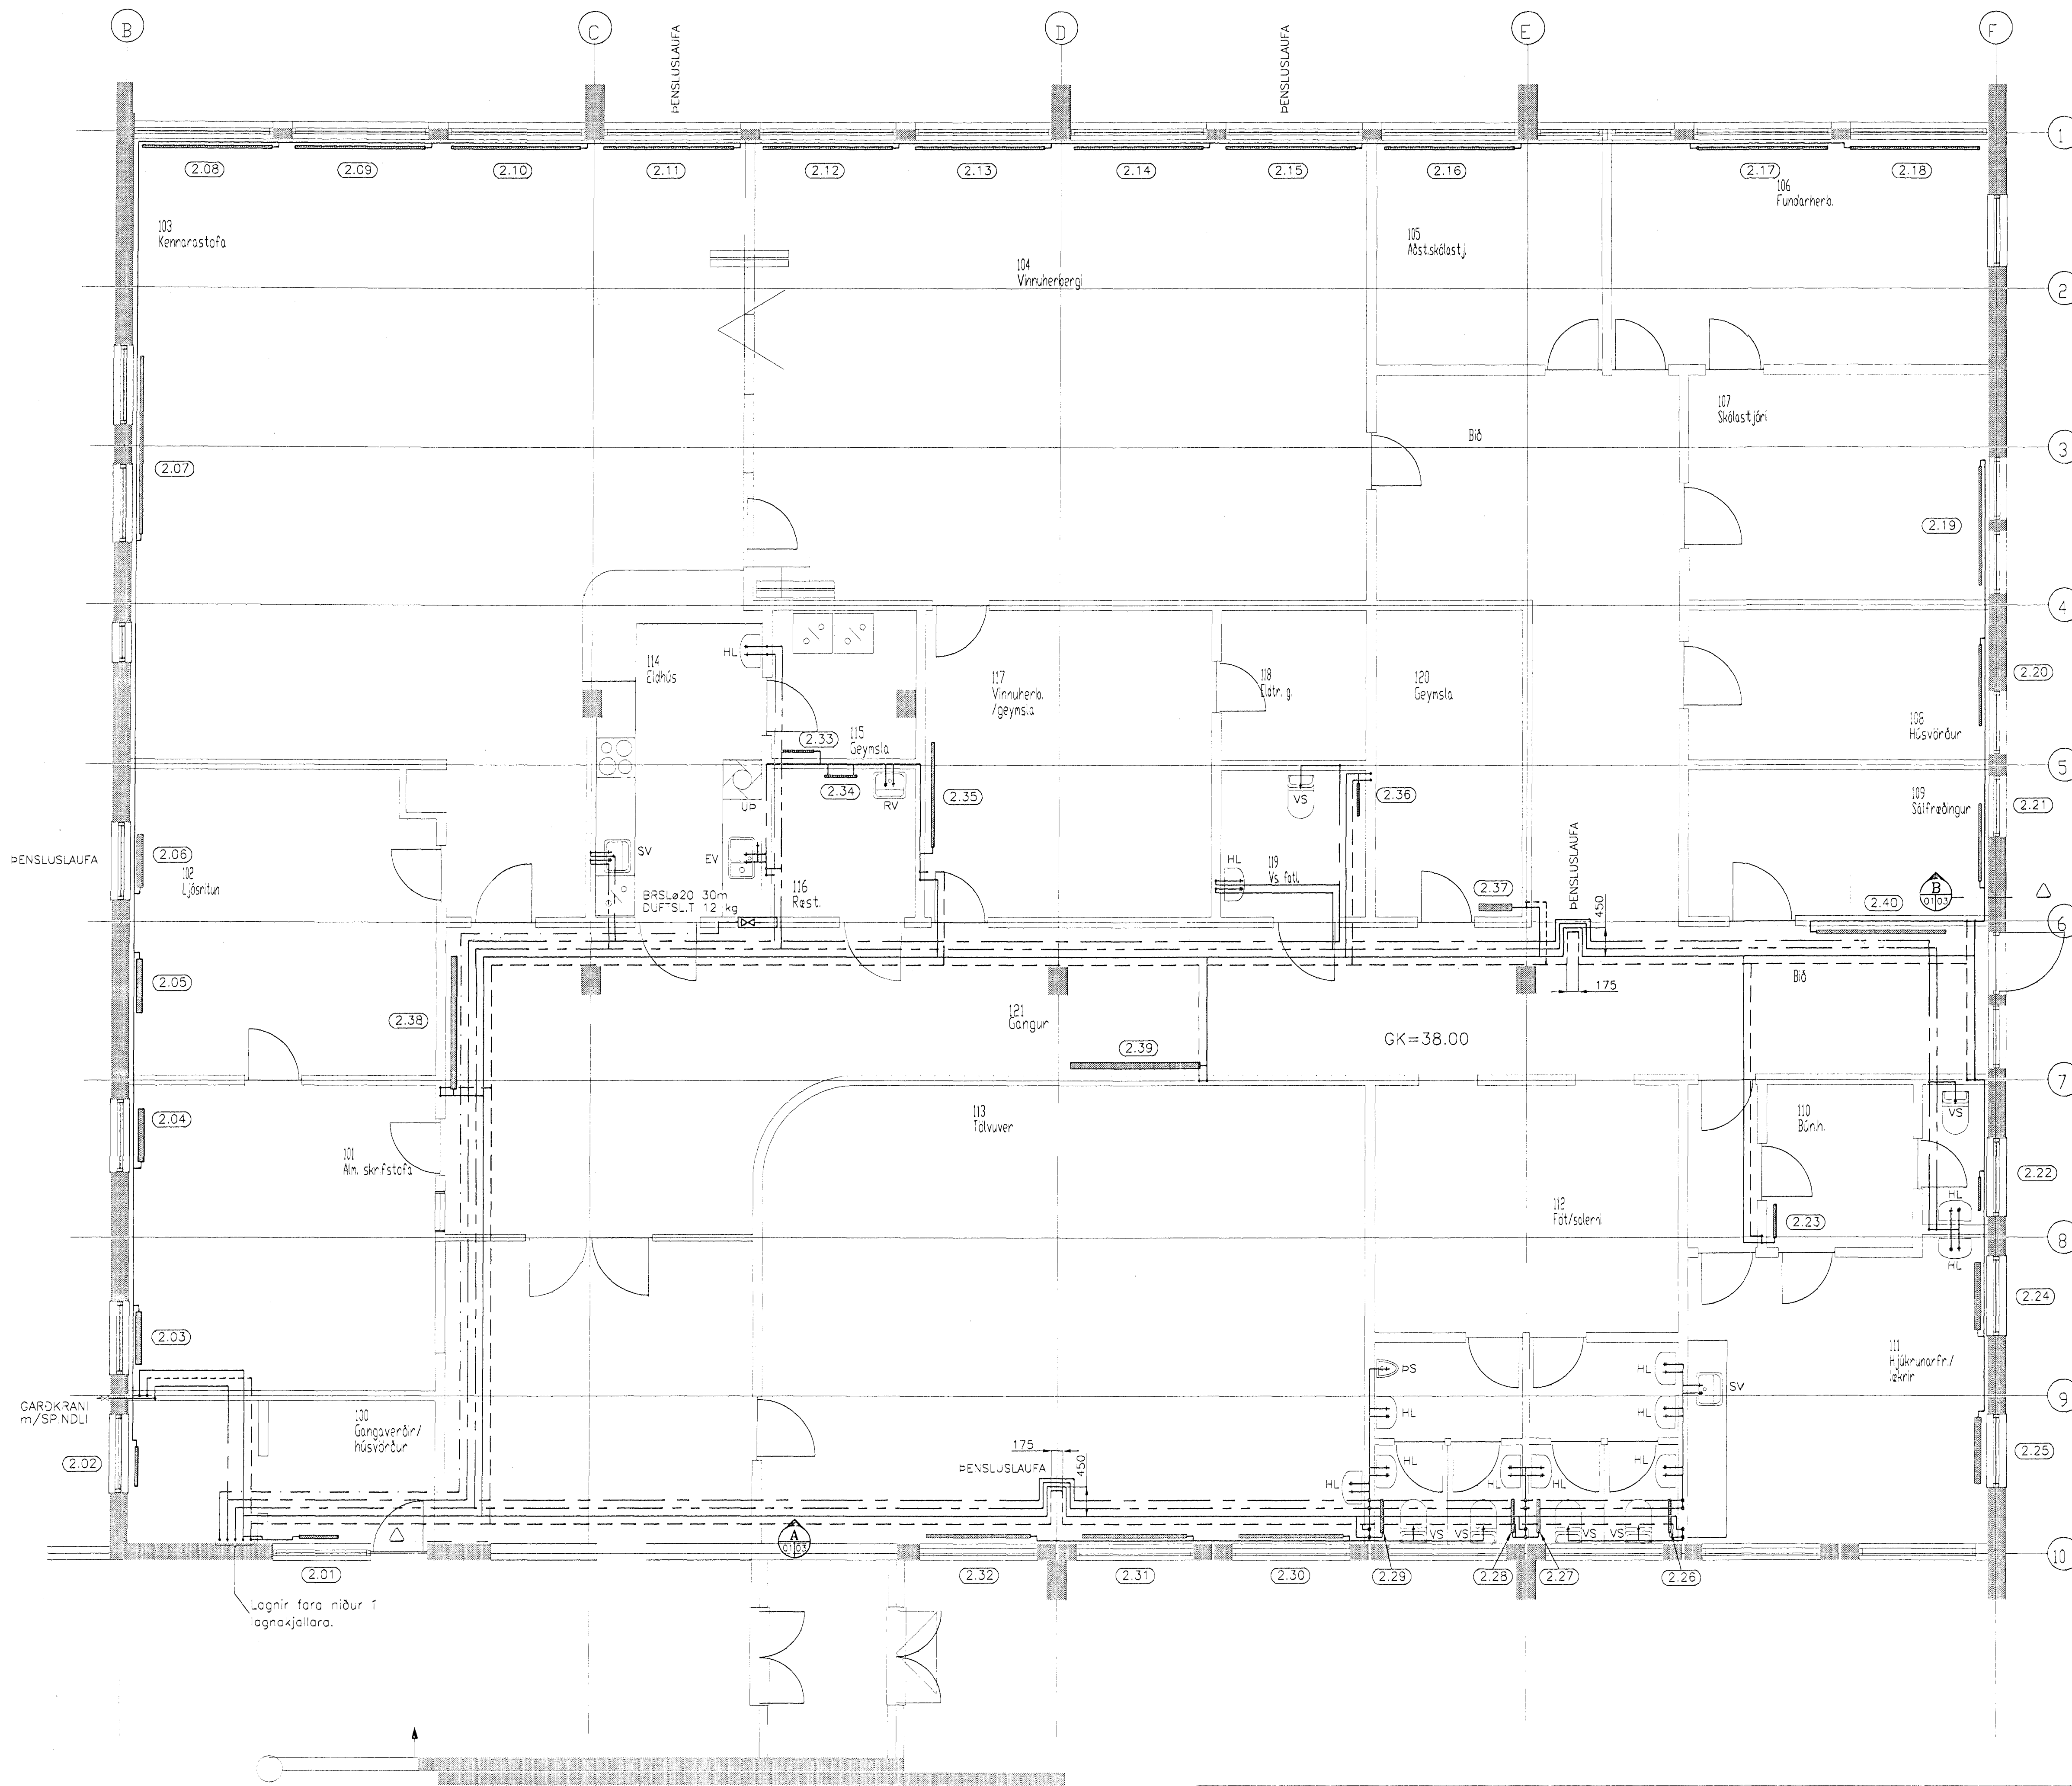 B
C
D
E
F
ÞENSLUSLAUFA
ÞENSLUSLAUFA
1
2.08
2.09
2.10
2.11
2.12
2.13
2.14
2.15
2.16
2.17
2.18
103
Kennarastofa
104
Vinnuherbergi
105
Aðst.skólastj.
106
Fundarherb.
2
107
Skólastjóri
Bið
3
2.07
2.19
4
HL
114
Eldhús
117
Vinnuherb.
/geymsla
118
Eldtr. g.
120
Geymsla
2.20
108
Húsvörður
2.33
115
Geymsla
5
2.34
2.35
2.36
UÞ
RV
VS
109
Sálfræðingur
2.21
ÞENSLUSLAUFA
2.06
102
Ljósritun
SV
EV
HL
119
Vs. fatl.
116
Ræst.
BRSLø20 30m
DUFTSL.T 12 kg
2.37
ÞENSLUSLAUFA
450
2.40
B
01 03
6
2.05
2.38
121
Gangur
2.39
GK=38.00
175
Bið
7
2.04
113
Tölvuver
110
Bún.h.
VS
101
Alm. skrifstofa
2.22
HL
112
Föt/salerni
2.23
8
HL
2.24
2.03
111
Hjúkrunarfr./
læknir
ÞS
HL
SV
9
GARÐKRANI
m/SPINDLI
100
Gangaverðir/
húsvörður
HL
HL
2.02
175
ÞENSLUSLAUFA
450
HL
HL
HL
HL
HL
2.25
VS
VS
VS
VS
A
01 03
10
2.01
2.32
2.31
2.30
2.29
2.28
2.27
2.26
Lagnir fara niður í
lagnakjallara.